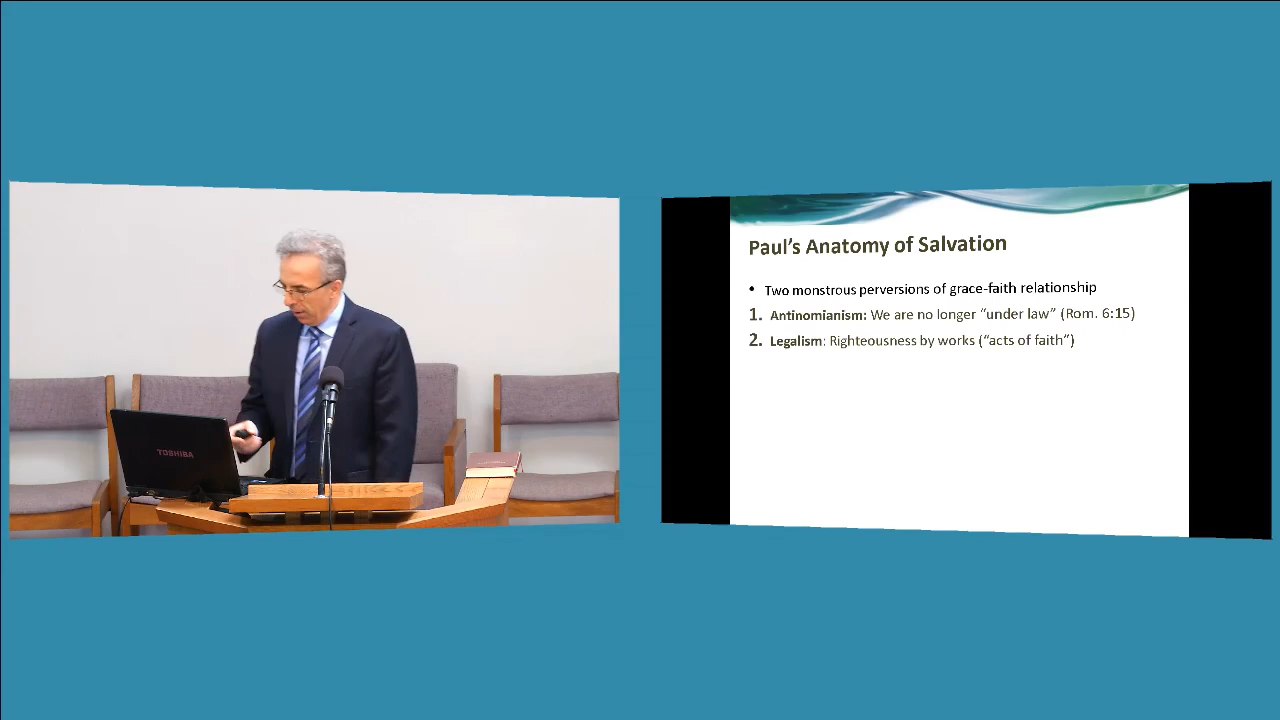 TOSHIBA
Paul's Anatomy of Salvation
• Two monstrous perversions of grace-faith relationship
1. Antinomianism: We are no longer “under law” (Rom. 6:15)
2. Legalism: Righteousness by works (“acts of faith”)